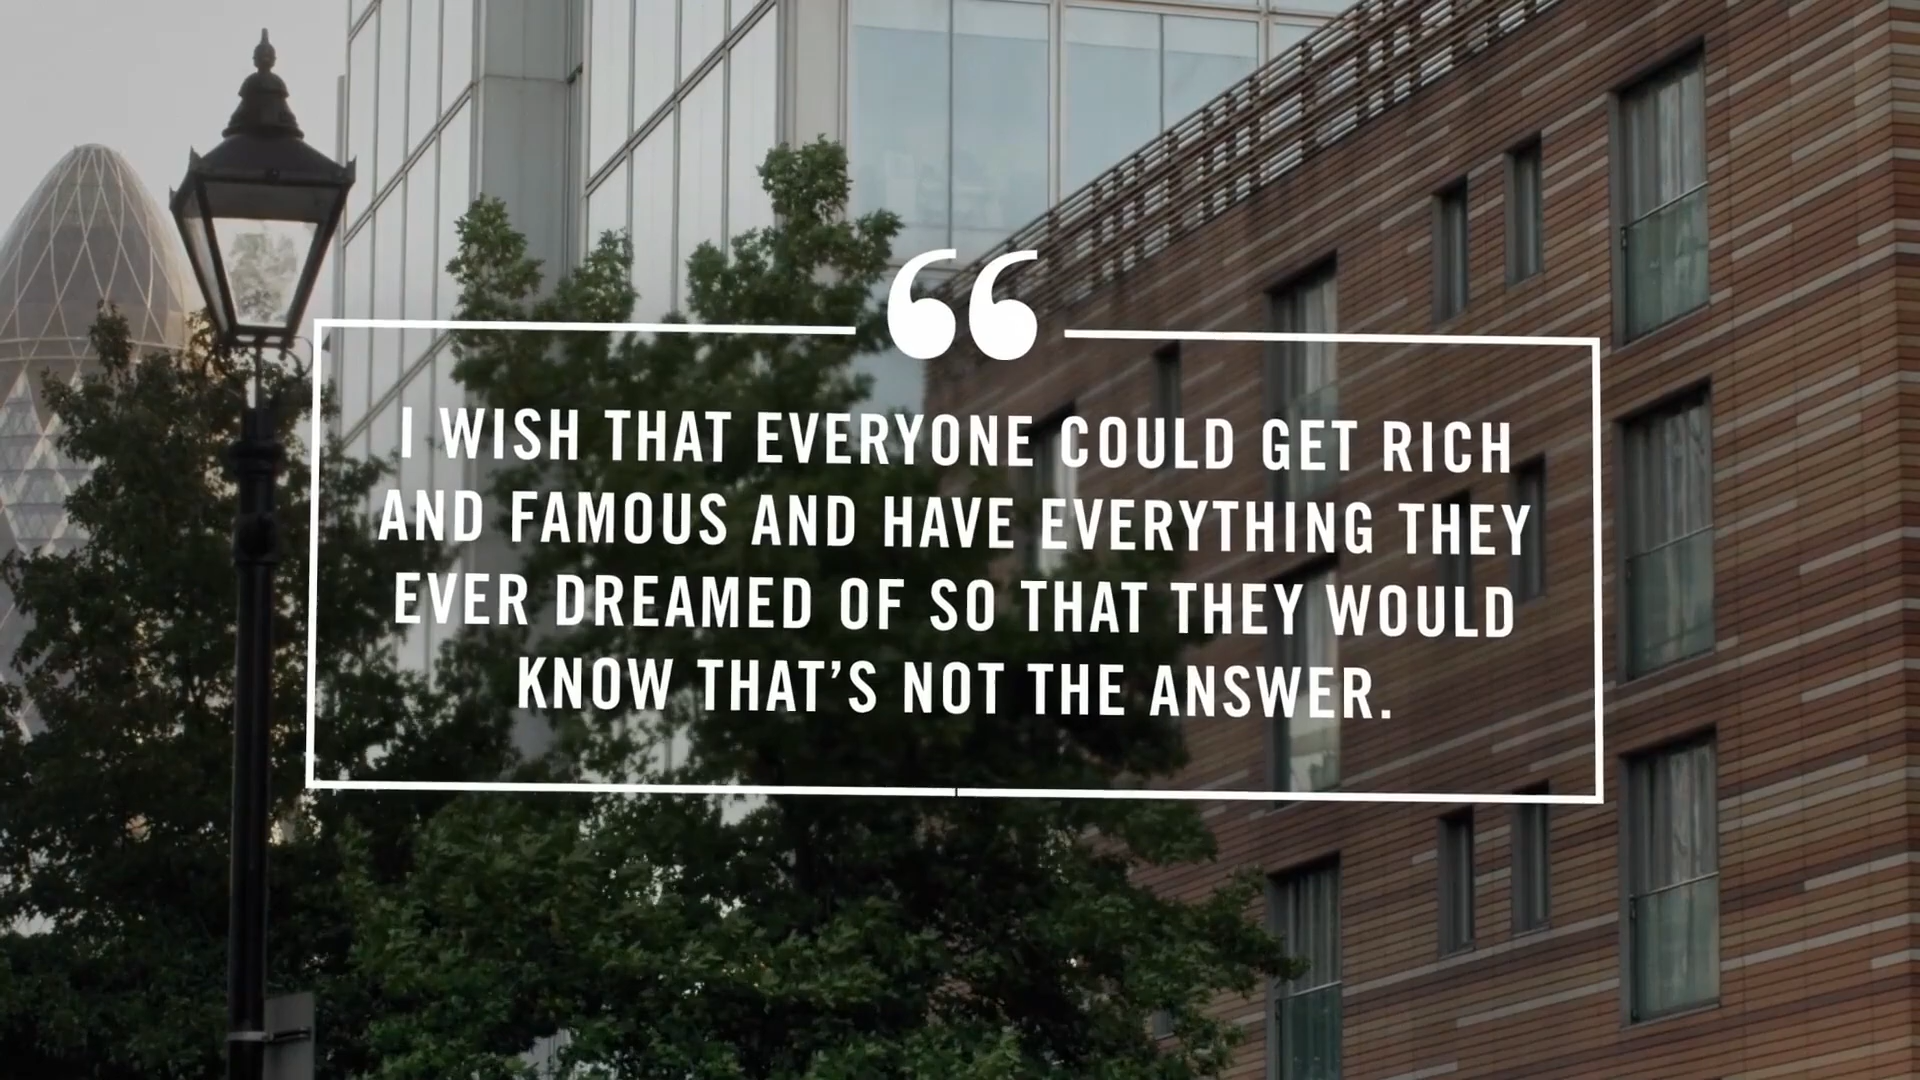 “
I WISH THAT EVERYONE COULD GET RICH
AND FAMOUS AND HAVE EVERYTHING THEY
EVER DREAMED OF SO THAT THEY WOULD
KNOW THAT’S NOT THE ANSWER.